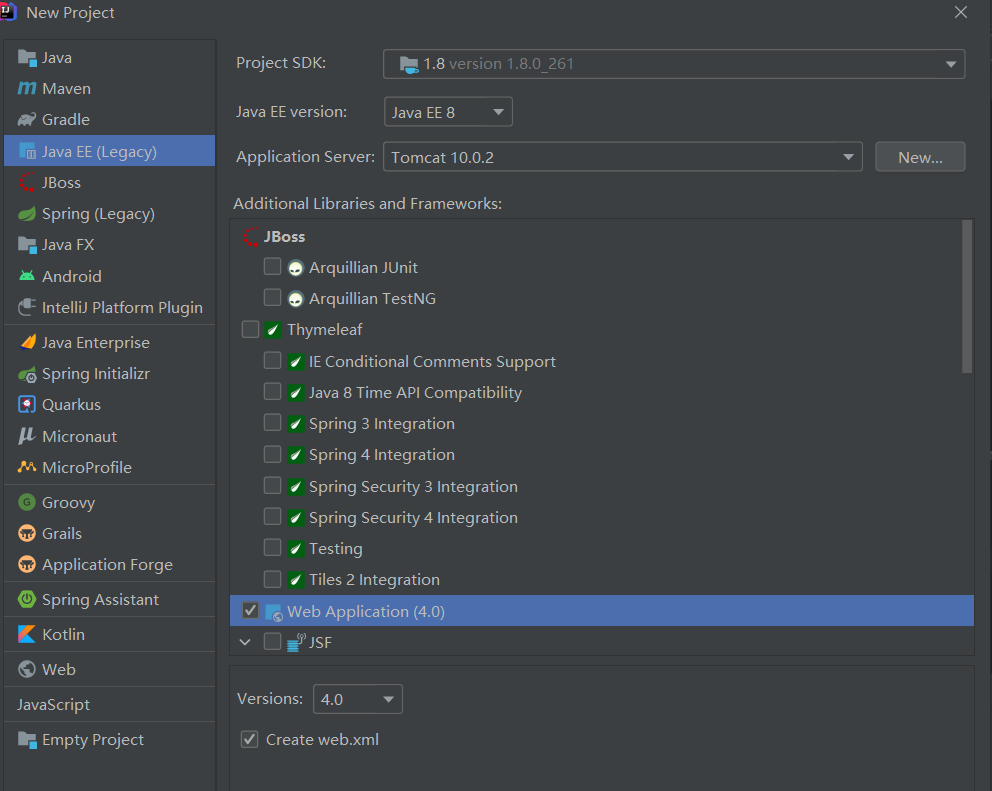 New Project
Java
Maven
Gradle
Java EE (Legacy)
JBoss
Spring (Legacy)
Java FX
Android
IntelliJ Platform Plugin
Java Enterprise
Spring Initializr
Quarkus
Micronaut
MicroProfile
Groovy
Grails
Application Forge
Spring Assistant
Kotlin
Web
JavaScript
Empty Project
Project SDK: 1.8 version 1.8.0_261
Java EE version: Java EE 8
Application Server: Tomcat 10.0.2 New...
Additional Libraries and Frameworks:
JBoss
Arquillian JUnit
Arquillian TestNG
Thymeleaf
IE Conditional Comments Support
Java 8 Time API Compatibility
Spring 3 Integration
Spring 4 Integration
Spring Security 3 Integration
Spring Security 4 Integration
Testing
Tiles 2 Integration
Web Application (4.0)
JSF
Versions: 4.0
Create web.xml